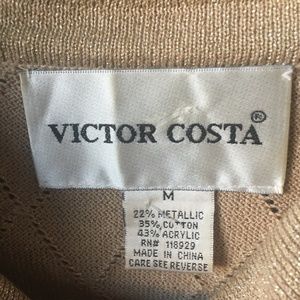 VICTOR COSTA®
M
22% METALLIC
35% COTTON
43% ACRYLIC
RN# 118929
MADE IN CHINA
CARE SEE REVERSE